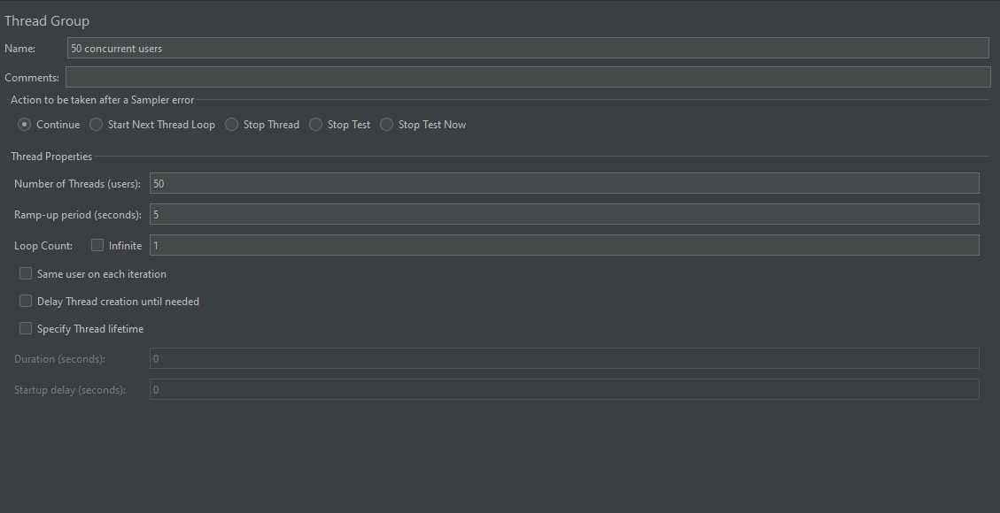 Thread Group
Name: 50 concurrent users
Comments:
Action to be taken after a Sampler error
Continue Start Next Thread Loop Stop Thread Stop Test Stop Test Now
Thread Properties
Number of Threads (users): 50
Ramp-up period (seconds): 5
Loop Count: Infinite 1
Same user on each iteration
Delay Thread creation until needed
Specify Thread lifetime
Duration (seconds): 0
Startup delay (seconds): 0